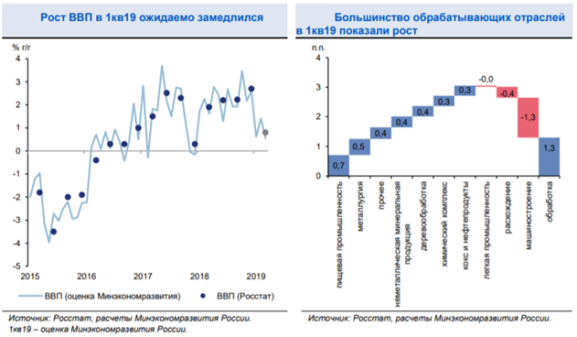 Рост ВВП в 1кв19 ожидаемо замедлился
% г/г
4
3
2
1
0
-1
-2
-3
-4
-5
2015
2016
2017
2018
2019
ВВП (оценка Минэкономразвития)
ВВП (Росстат)
Источник: Росстат, расчеты Минэкономразвития России.
1кв19 – оценка Минэкономразвития России.
Большинство обрабатывающих отраслей
в 1кв19 показали рост
п.п.
4
3
2
1
0
0,7
0,5
0,4
0,4
0,4
0,3
0,3
-0,0
-0,4
-1,3
1,3
пищевая промышленность
металлургия
прочее
неметаллическая минеральная
продукция
деревообработка
химический комплекс
кокс и нефтепродукты
легкая промышленность
расхождение
машиностроение
обработка
Источник: Росстат, расчеты Минэкономразвития России.